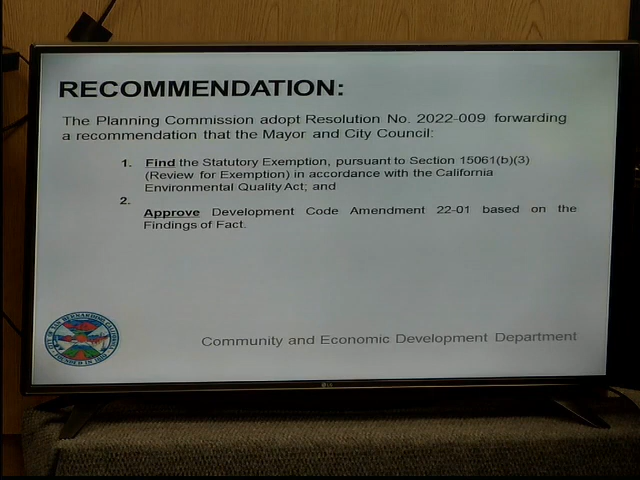 RECOMMENDATION:
The Planning Commission adopt Resolution No. 2022-009 forwarding
a recommendation that the Mayor and City Council:
1. Find the Statutory Exemption, pursuant to Section 15061(b)(3)
(Review for Exemption) in accordance with the California
Environmental Quality Act; and
2.
Approve Development Code Amendment 22-01 based on the
Findings of Fact.
Community and Economic Development Department
LG